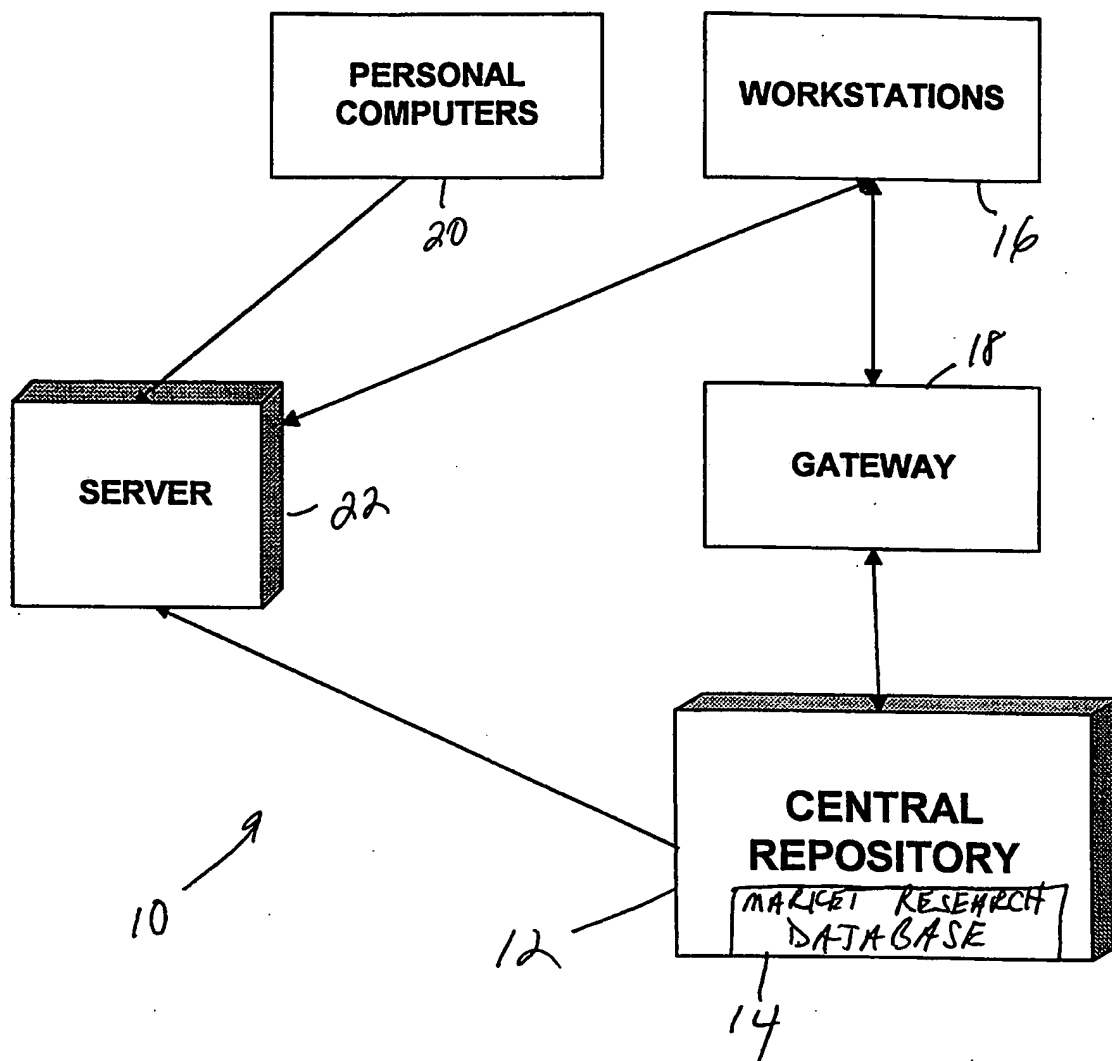 PERSONAL
COMPUTERS
WORKSTATIONS
20
16
18
SERVER
GATEWAY
22
CENTRAL
REPOSITORY
MARKET RESEARCH
DATABASE
10
12
14